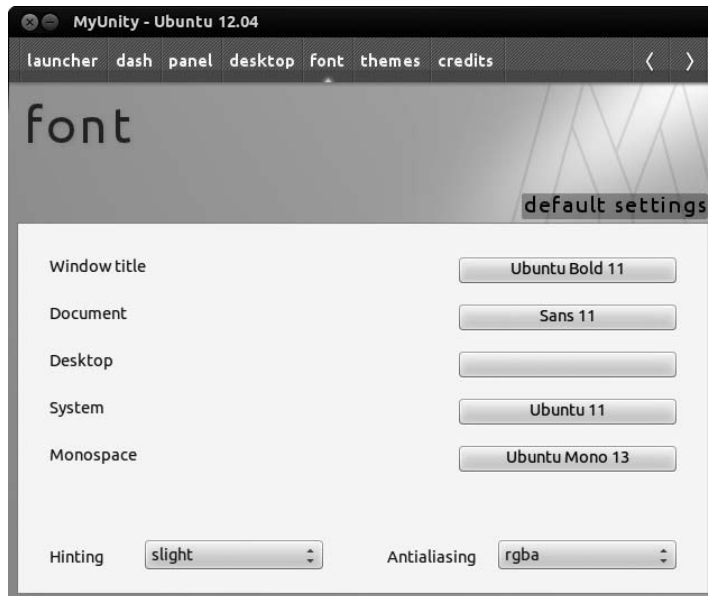 MyUnity - Ubuntu 12.04
launcher dash panel desktop font themes credits
font
default settings
Window title Ubuntu Bold 11
Document Sans 11
Desktop
System Ubuntu 11
Monospace Ubuntu Mono 13
Hinting slight Antialiasing rgba